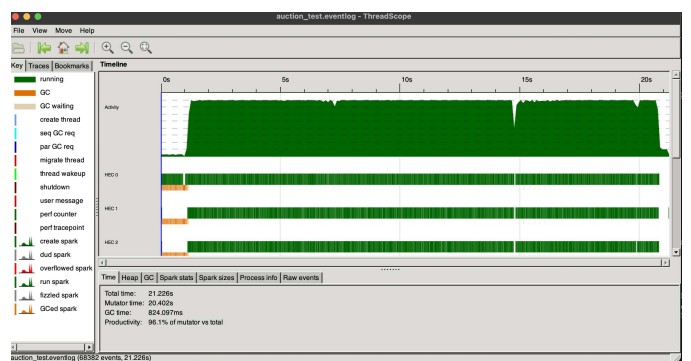 auction_test.eventlog - ThreadScope
File View Move Help
Key Traces Bookmarks
running
GC
GC waiting
create thread
seq GC req
par GC req
migrate thread
thread wakeup
shutdown
user message
perf counter
perf tracepoint
create spark
dud spark
overflowed spark
run spark
fizzled spark
GCed spark
Timeline
0s 5s 10s 15s 20s
Activity
HEC 0
HEC 1
HEC 2
Time Heap GC Spark stats Spark sizes Process info Raw events
Total time: 21.226s
Mutator time: 20.402s
GC time: 824.097ms
Productivity: 96.1% of mutator vs total
auction_test.eventlog (68382 events, 21.226s)